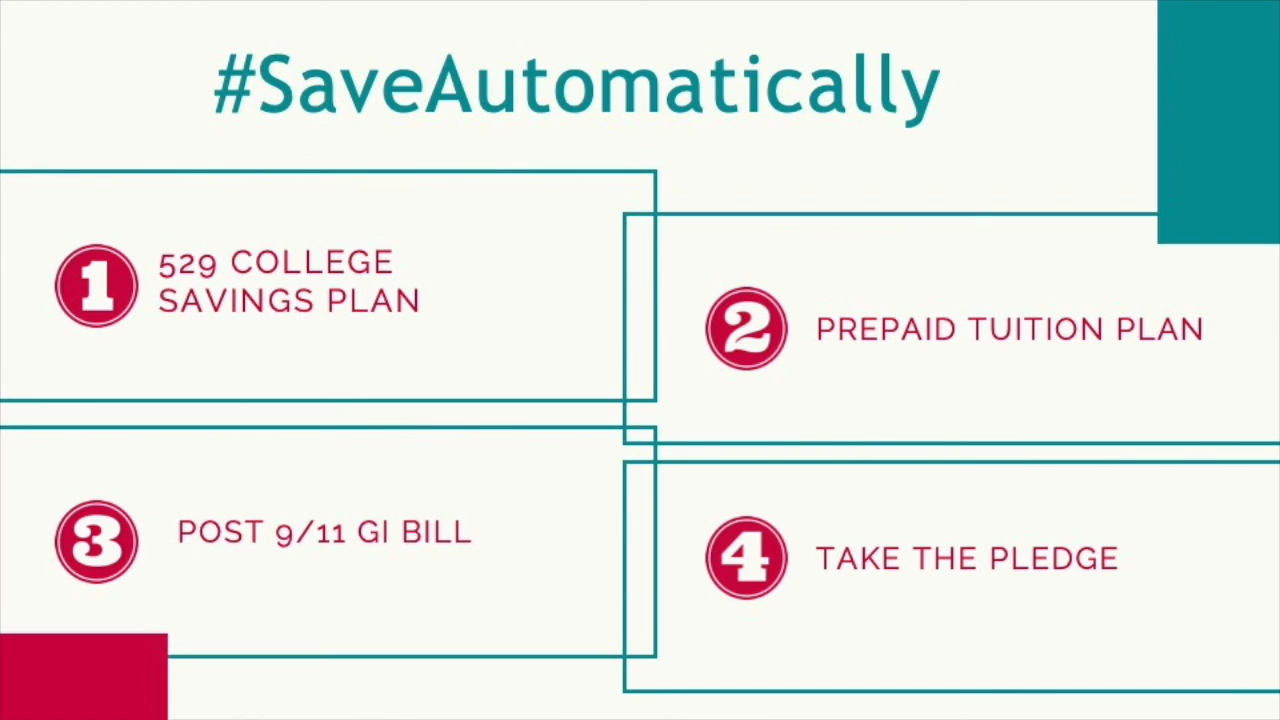 #SaveAutomatically
1
529 COLLEGE
SAVINGS PLAN
2
PREPAID TUITION PLAN
3
POST 9/11 GI BILL
4
TAKE THE PLEDGE